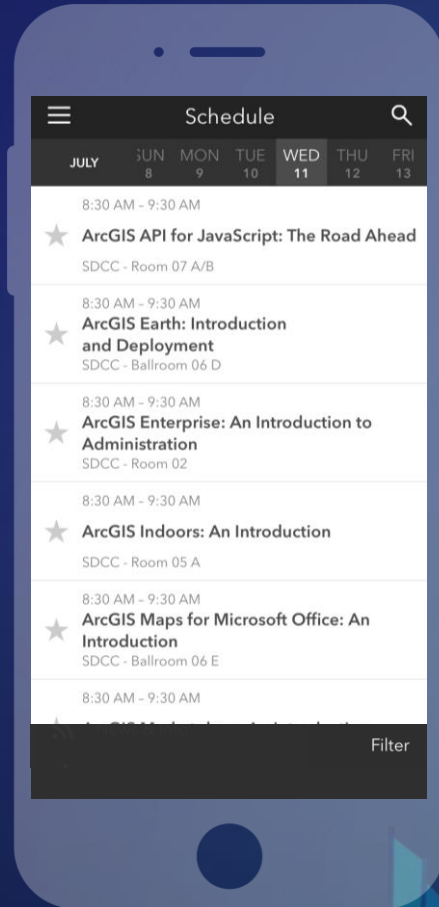 Schedule
JULY
SUN MON TUE WED THU FRI
8 9 10 11 12 13
8:30 AM – 9:30 AM
ArcGIS API for JavaScript: The Road Ahead
SDCC - Room 07 A/B
8:30 AM – 9:30 AM
ArcGIS Earth: Introduction
and Deployment
SDCC - Ballroom 06 D
8:30 AM – 9:30 AM
ArcGIS Enterprise: An Introduction to
Administration
SDCC - Room 02
8:30 AM – 9:30 AM
ArcGIS Indoors: An Introduction
SDCC - Room 05 A
8:30 AM – 9:30 AM
ArcGIS Maps for Microsoft Office: An
Introduction
SDCC - Ballroom 06 E
8:30 AM – 9:30 AM
Filter